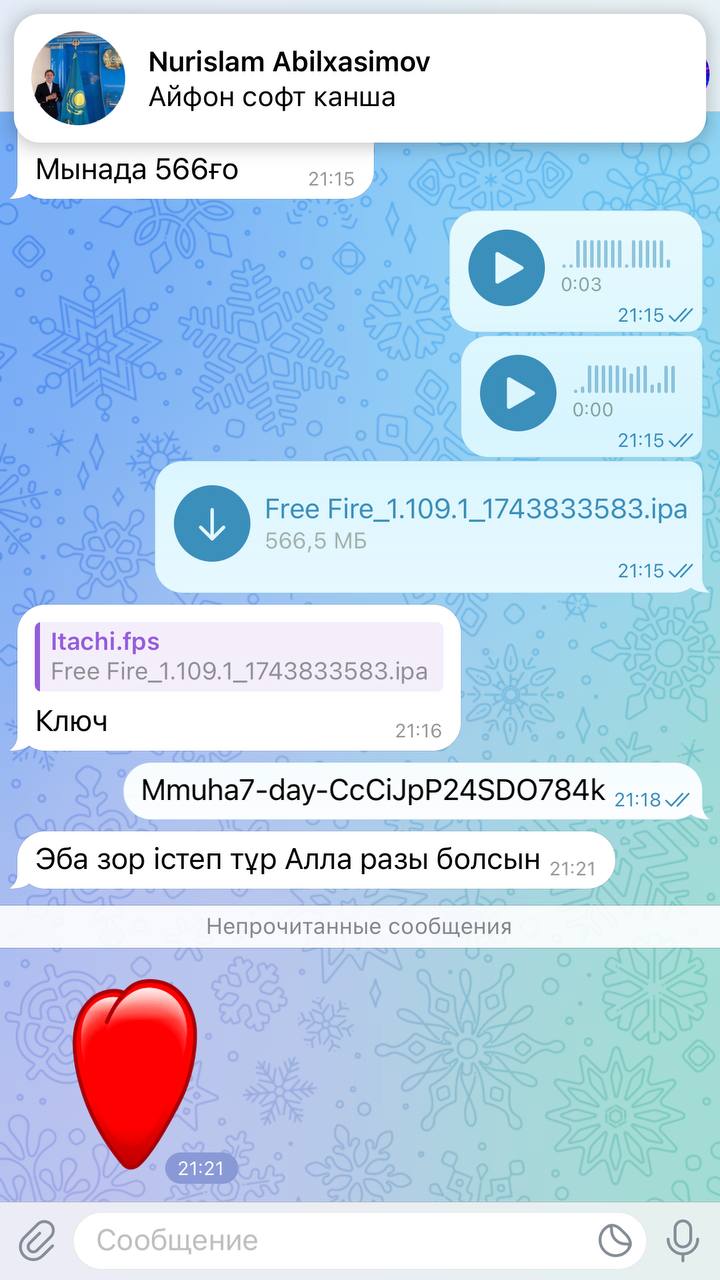 Nurislam Abilxasimov
Айфон софт канша
Мынада 566ғо
21:15
0:03
21:15
0:00
21:15
Free Fire_1.109.1_1743833583.ipa
566,5 МБ
21:15
Itachi.fps
Free Fire_1.109.1_1743833583.ipa
Ключ
21:16
Mmuha7-day-CcCiJpP24SDO784k 21:18
Эба зор істеп тұр Алла разы болсын 21:21
Непрочитанные сообщения
21:21
Сообщение